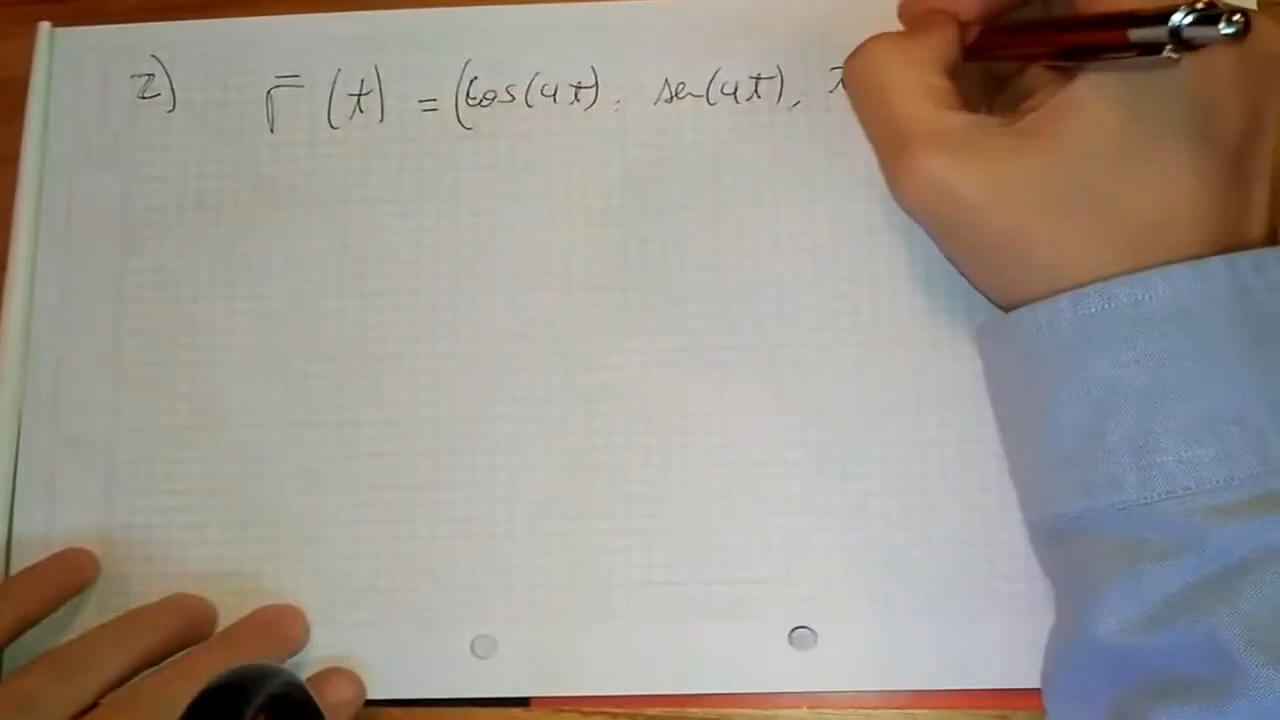 2) r̄ (t) = (cos(4t), sen(4t),